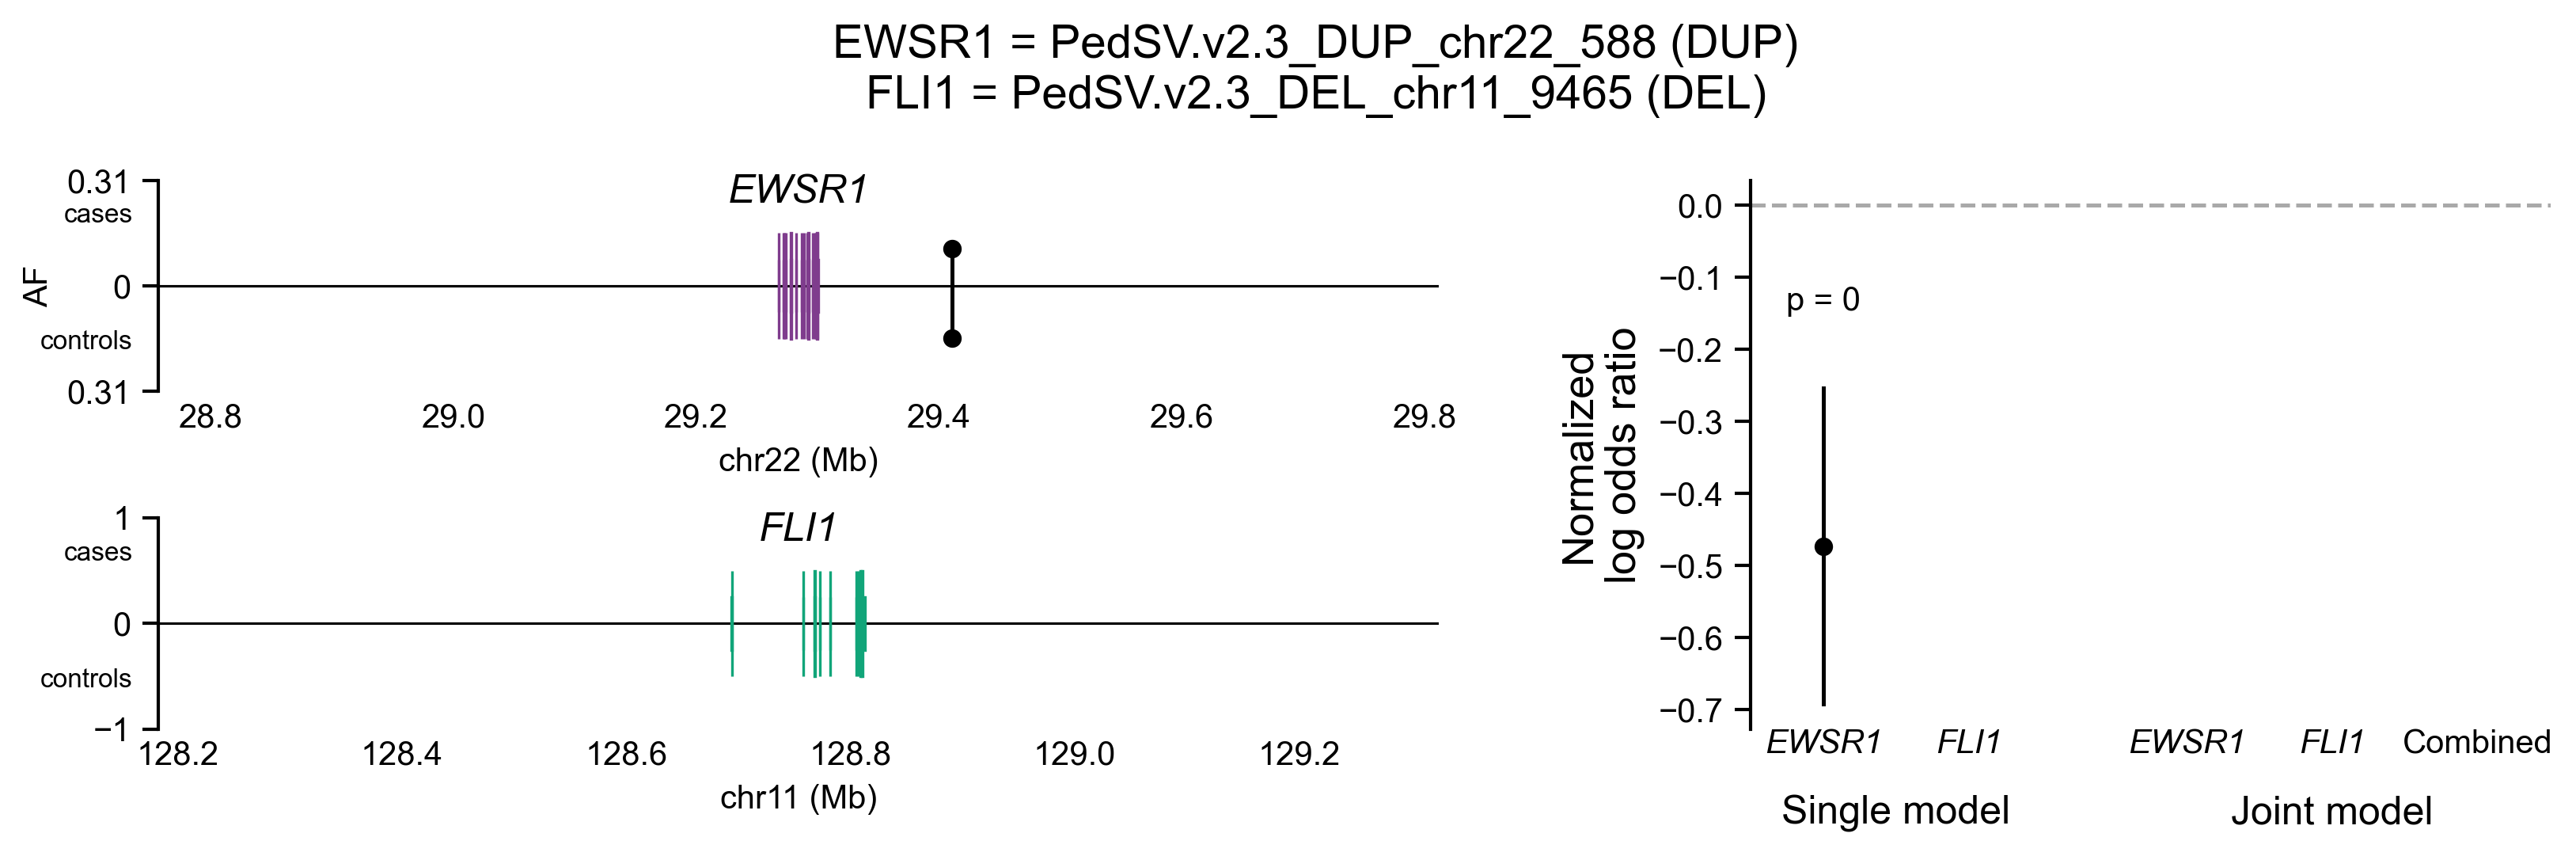 EWSR1 = PedSV.v2.3_DUP_chr22_588 (DUP)
FLI1 = PedSV.v2.3_DEL_chr11_9465 (DEL)
EWSR1
0.31
cases
AF
0
controls
0.31
28.8 29.0 29.2 29.4 29.6 29.8
chr22 (Mb)
FLI1
1
cases
0
controls
−1
128.2 128.4 128.6 128.8 129.0 129.2
chr11 (Mb)
Normalized
log odds ratio
0.0
−0.1
−0.2
−0.3
−0.4
−0.5
−0.6
−0.7
p = 0
EWSR1 FLI1 EWSR1 FLI1 Combined
Single model Joint model